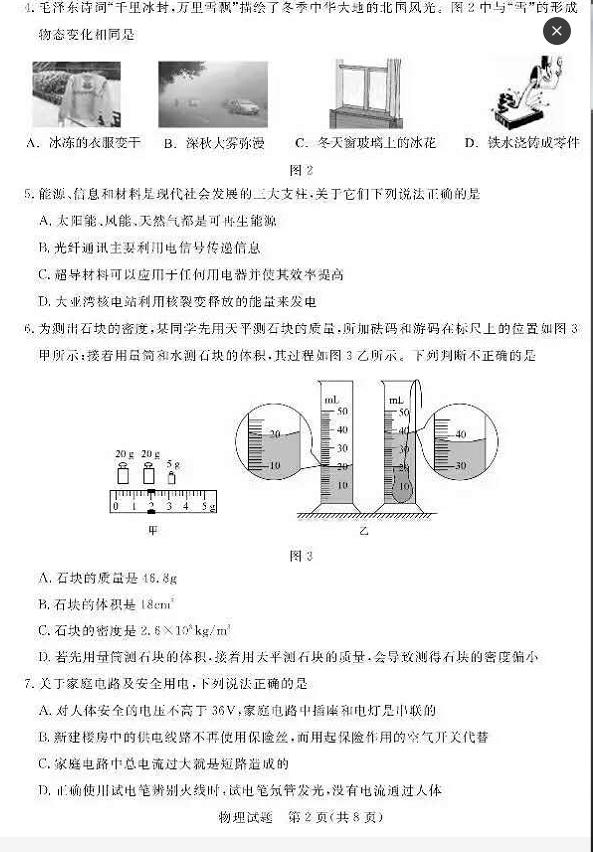 4. 毛泽东诗词“千里冰封,万里雪飘”描绘了冬季中华大地的北国风光。图 2 中与“雪”的形成
物态变化相同是
A. 冰冻的衣服变干 B. 深秋大雾弥漫 C. 冬天窗玻璃上的冰花 D. 铁水浇铸成零件
图 2
5. 能源、信息和材料是现代社会发展的三大支柱,关于它们下列说法正确的是
A. 太阳能、风能、天然气都是可再生能源
B. 光纤通讯主要利用电信号传递信息
C. 超导材料可以应用于任何用电器并使其效率提高
D. 大亚湾核电站利用核裂变释放的能量来发电
6. 为测出石块的密度,某同学先用天平测石块的质量,所加砝码和游码在标尺上的位置如图 3
甲所示;接着用量筒和水测石块的体积,其过程如图 3 乙所示。下列判断不正确的是
20 g 20 g 5 g
0 1 2 3 4 5 g
甲
20
10
mL
50
40
30
20
10
mL
50
40
30
20
10
40
30
乙
图 3
A. 石块的质量是 46.8g
B. 石块的体积是 18cm³
C. 石块的密度是 2.6×10³kg/m³
D. 若先用量筒测石块的体积,接着用天平测石块的质量,会导致测得石块的密度偏小
7. 关于家庭电路及安全用电,下列说法正确的是
A. 对人体安全的电压不高于 36V,家庭电路中插座和电灯是串联的
B. 新建楼房中的供电线路不再使用保险丝,而用起保险作用的空气开关代替
C. 家庭电路中总电流过大就是短路造成的
D. 正确使用试电笔辨别火线时,试电笔氖管发光,没有电流通过人体
物理试题 第 2 页(共 8 页)